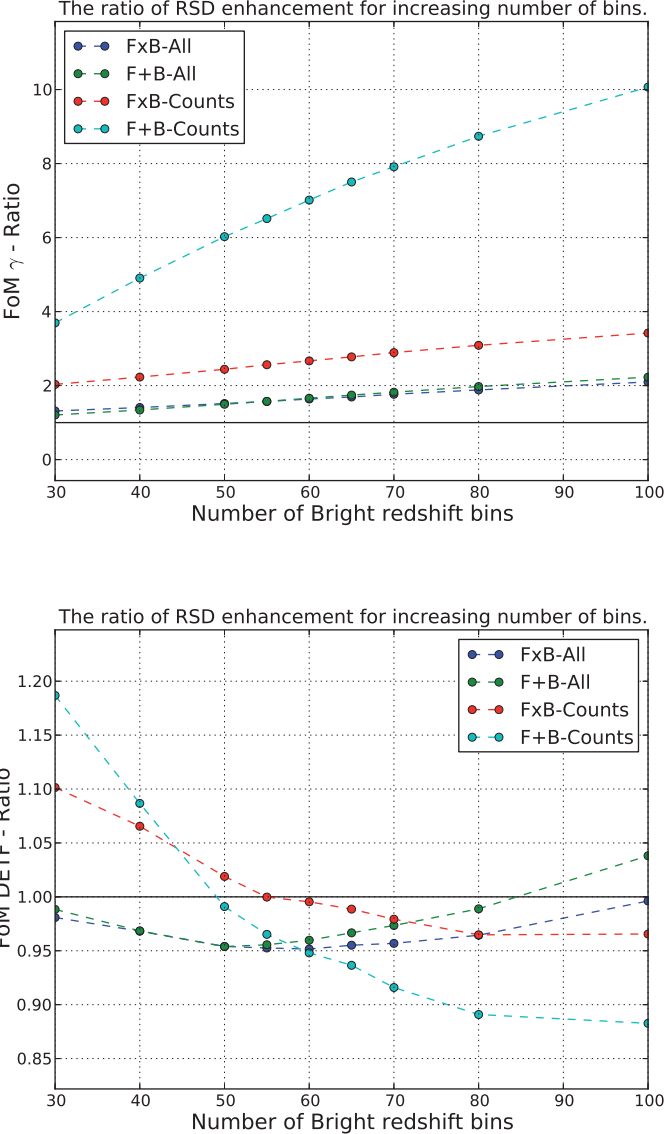 The ratio of RSD enhancement for increasing number of bins.
FxB-All
F+B-All
FxB-Counts
F+B-Counts
10
8
6
4
2
0
FoM γ - Ratio
30 40 50 60 70 80 90 100
Number of Bright redshift bins
The ratio of RSD enhancement for increasing number of bins.
FxB-All
F+B-All
FxB-Counts
F+B-Counts
1.20
1.15
1.10
1.05
1.00
0.95
0.90
0.85
FoM DETF - Ratio
30 40 50 60 70 80 90 100
Number of Bright redshift bins